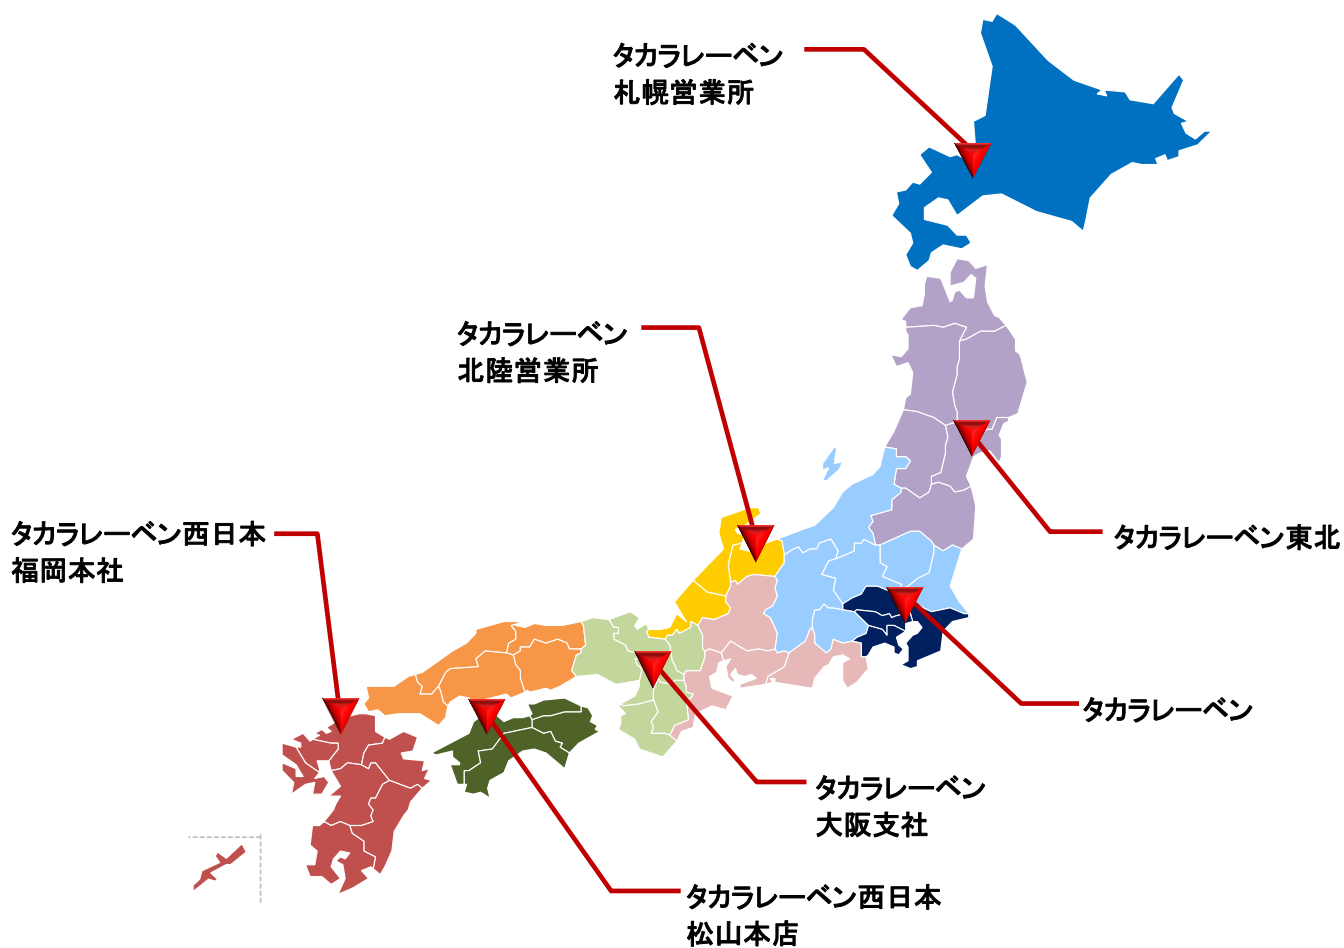 タカラレーベン
札幌営業所
タカラレーベン
北陸営業所
タカラレーベン西日本
福岡本社
タカラレーベン東北
タカラレーベン
タカラレーベン
大阪支社
タカラレーベン西日本
松山本店